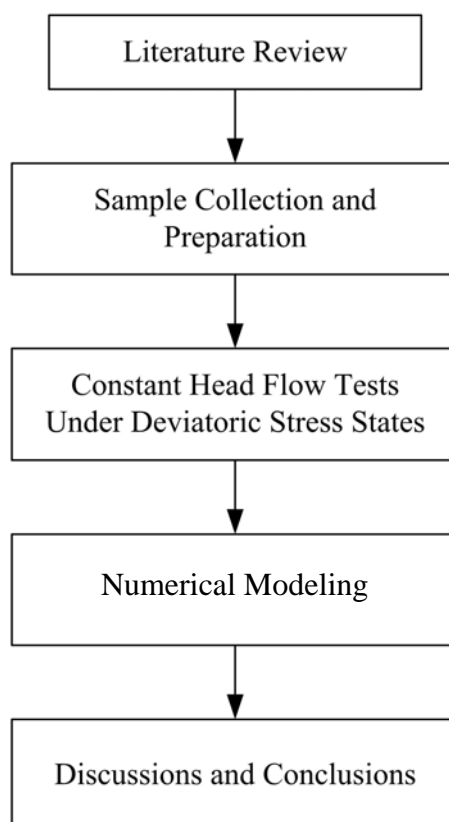 Literature Review
Sample Collection and
Preparation
Constant Head Flow Tests
Under Deviatoric Stress States
Numerical Modeling
Discussions and Conclusions